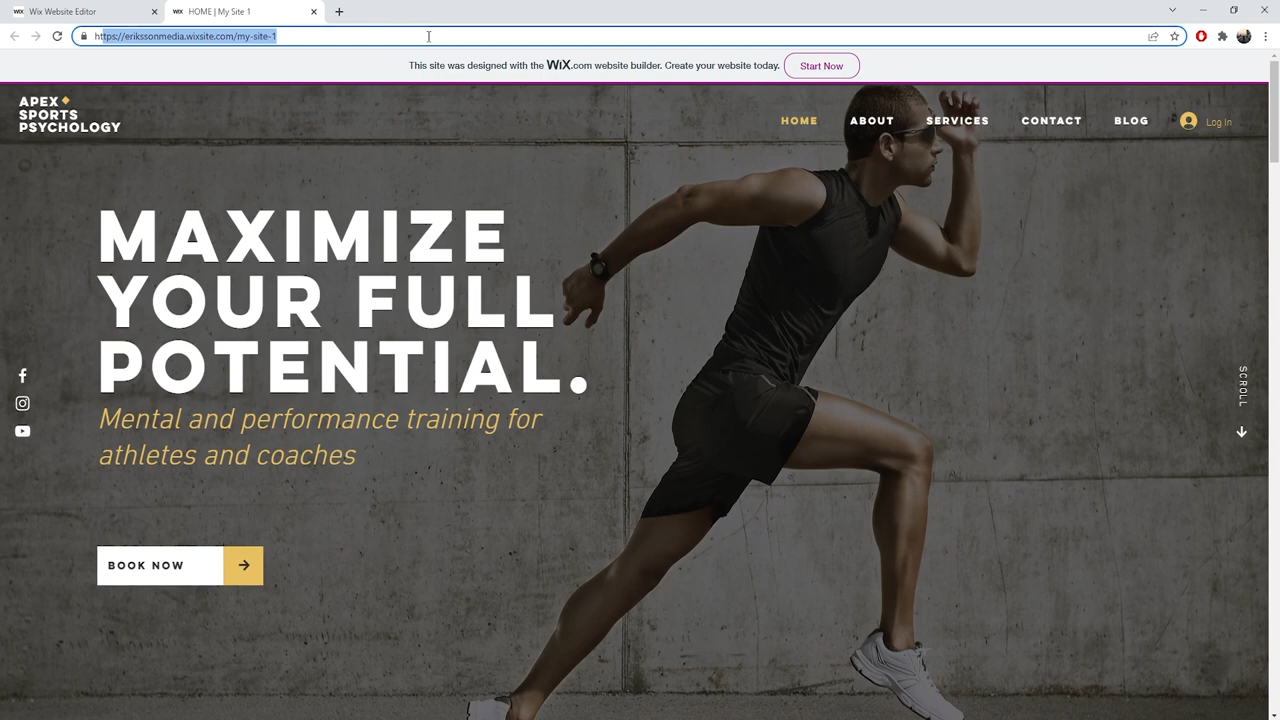 WIX Wix Website Editor
WIX HOME | My Site 1
https://erikssonmedia.wixsite.com/my-site-1
This site was designed with the WiX.com website builder. Create your website today. Start Now
APEX
SPORTS
PSYCHOLOGY
HOME ABOUT SERVICES CONTACT BLOG Log In
MAXIMIZE
YOUR FULL
POTENTIAL.
Mental and performance training for
athletes and coaches
BOOK NOW
SCROLL